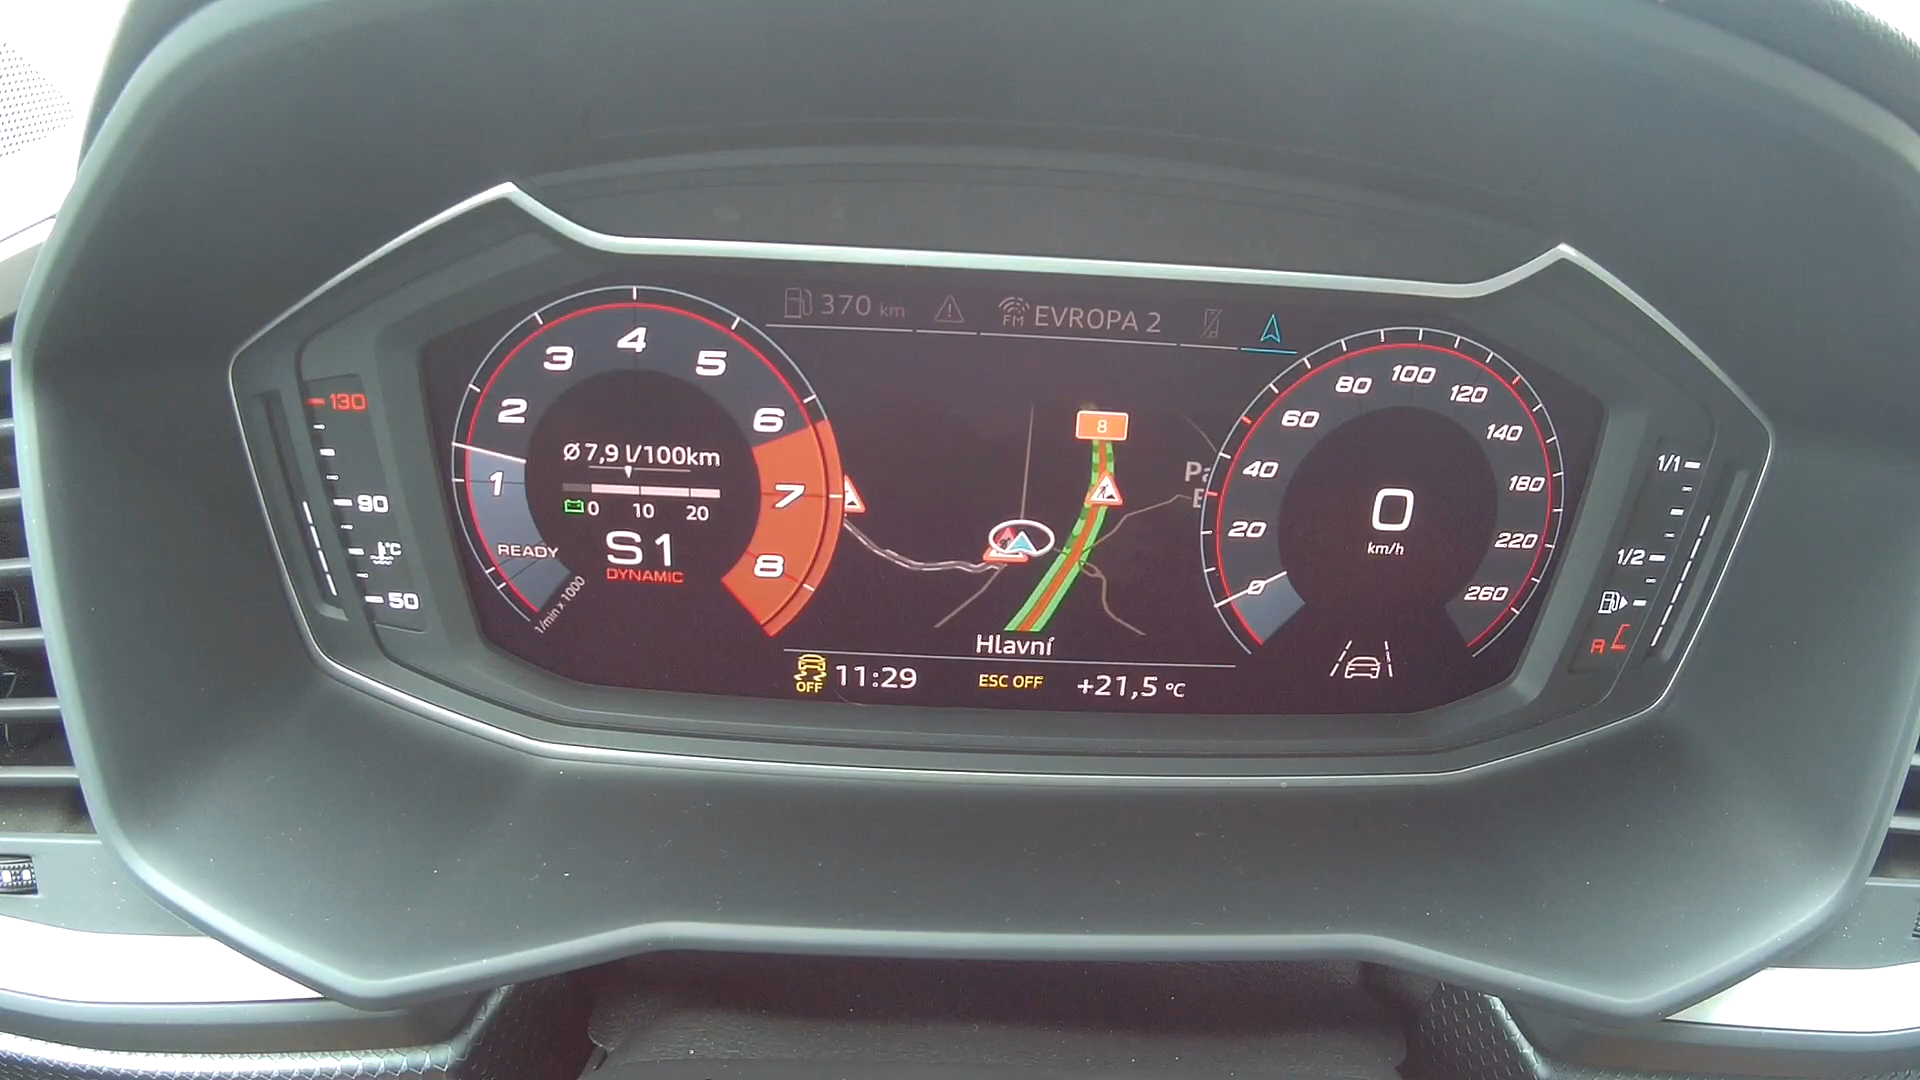 370 km
FM EVROPA 2
130
90
°C
50
1
2
3
4
5
6
7
8
READY
1/min x 1000
Ø 7,9 l/100km
0 10 20
S1
DYNAMIC
8
Hlavní
OFF 11:29 ESC OFF +21,5 °C
0
20
40
60
80
100
120
140
180
220
260
0
km/h
1/1
1/2
R